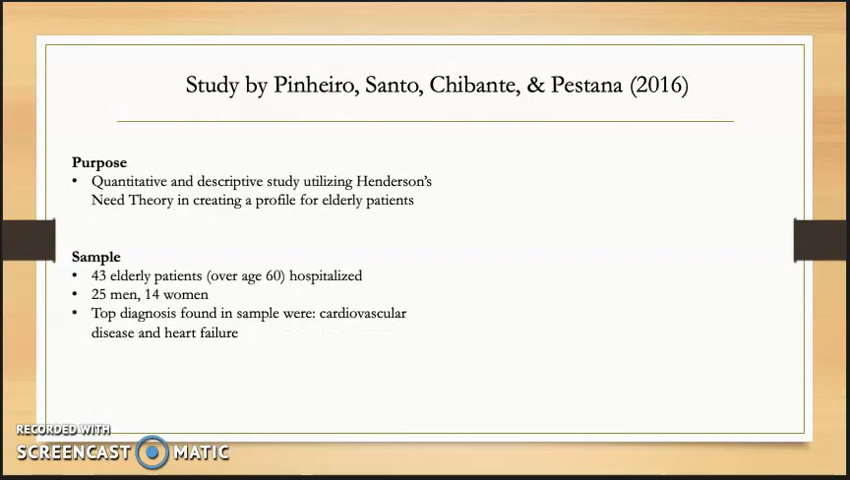 Study by Pinheiro, Santo, Chibante, & Pestana (2016)
Purpose
• Quantitative and descriptive study utilizing Henderson's
Need Theory in creating a profile for elderly patients
Sample
• 43 elderly patients (over age 60) hospitalized
• 25 men, 14 women
• Top diagnosis found in sample were: cardiovascular
disease and heart failure
RECORDED WITH
SCREENCAST MATIC